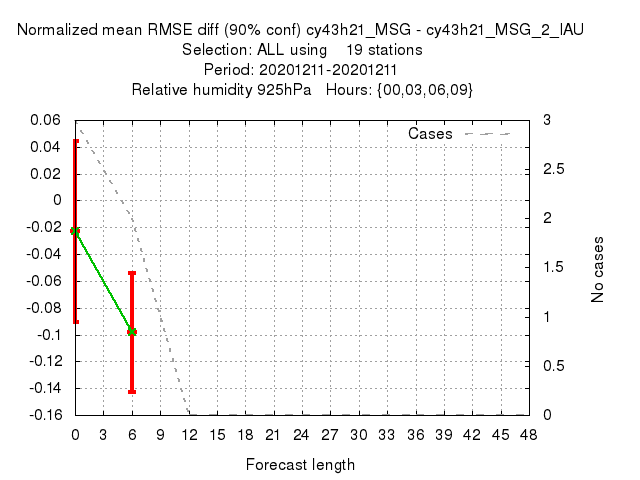 Normalized mean RMSE diff (90% conf) cy43h21_MSG - cy43h21_MSG_2_IAU
Selection: ALL using    19 stations
Period: 20201211-20201211
Relative humidity 925hPa   Hours: {00,03,06,09}
Cases
0.06
0.04
0.02
0
-0.02
-0.04
-0.06
-0.08
-0.1
-0.12
-0.14
-0.16
3
2.5
2
1.5
1
0.5
0
No cases
0 3 6 9 12 15 18 21 24 27 30 33 36 39 42 45 48
Forecast length